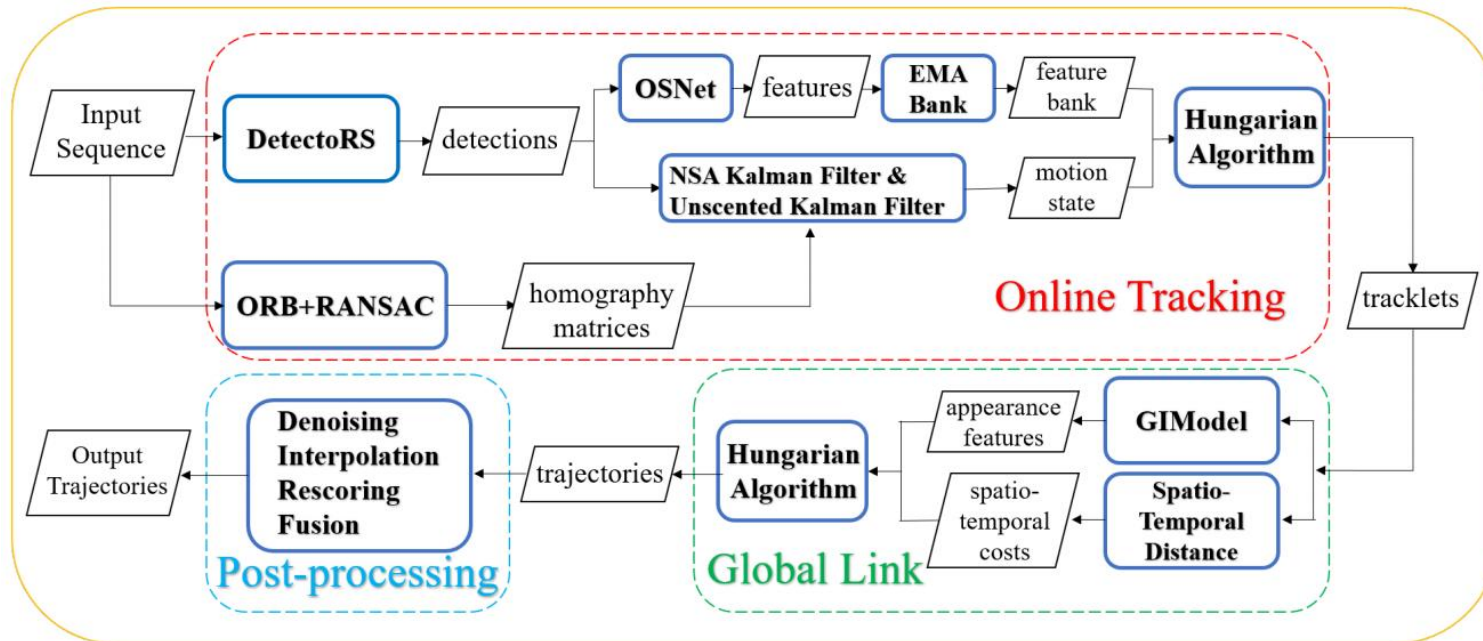 Input
Sequence
DetectoRS
detections
OSNet
features
EMA
Bank
feature
bank
NSA Kalman Filter &
Unscented Kalman Filter
motion
state
Hungarian
Algorithm
ORB+RANSAC
homography
matrices
Online Tracking
tracklets
GIModel
Spatio-
Temporal
Distance
appearance
features
spatio-
temporal
costs
Hungarian
Algorithm
Global Link
trajectories
Denoising
Interpolation
Rescoring
Fusion
Post-processing
Output
Trajectories